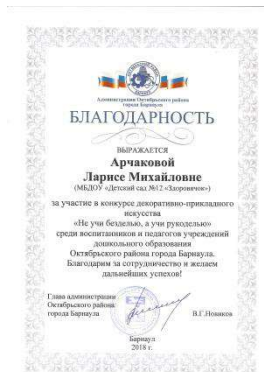 Администрация Октябрьского района
города Барнаула
БЛАГОДАРНОСТЬ
ВЫРАЖАЕТСЯ
Арчаковой
Ларисе Михайловне
(МБДОУ «Детский сад №12 «Здоровячок»)
за участие в конкурсе декоративно-прикладного
искусства
«Не учи безделью, а учи рукоделью»
среди воспитанников и педагогов учреждений
дошкольного образования
Октябрьского района города Барнаула.
Благодарим за сотрудничество и желаем
дальнейших успехов!
Глава администрации
Октябрьского района
города Барнаула В.Г.Новиков
Барнаул
2018 г.